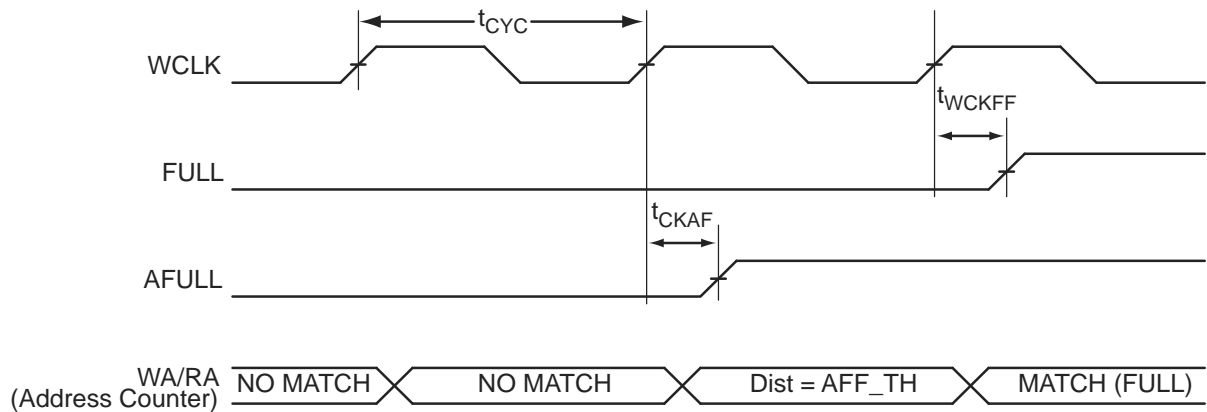 tCYC
WCLK
tWCKFF
FULL
tCKAF
AFULL
WA/RA
(Address Counter)
NO MATCH
NO MATCH
Dist = AFF_TH
MATCH (FULL)